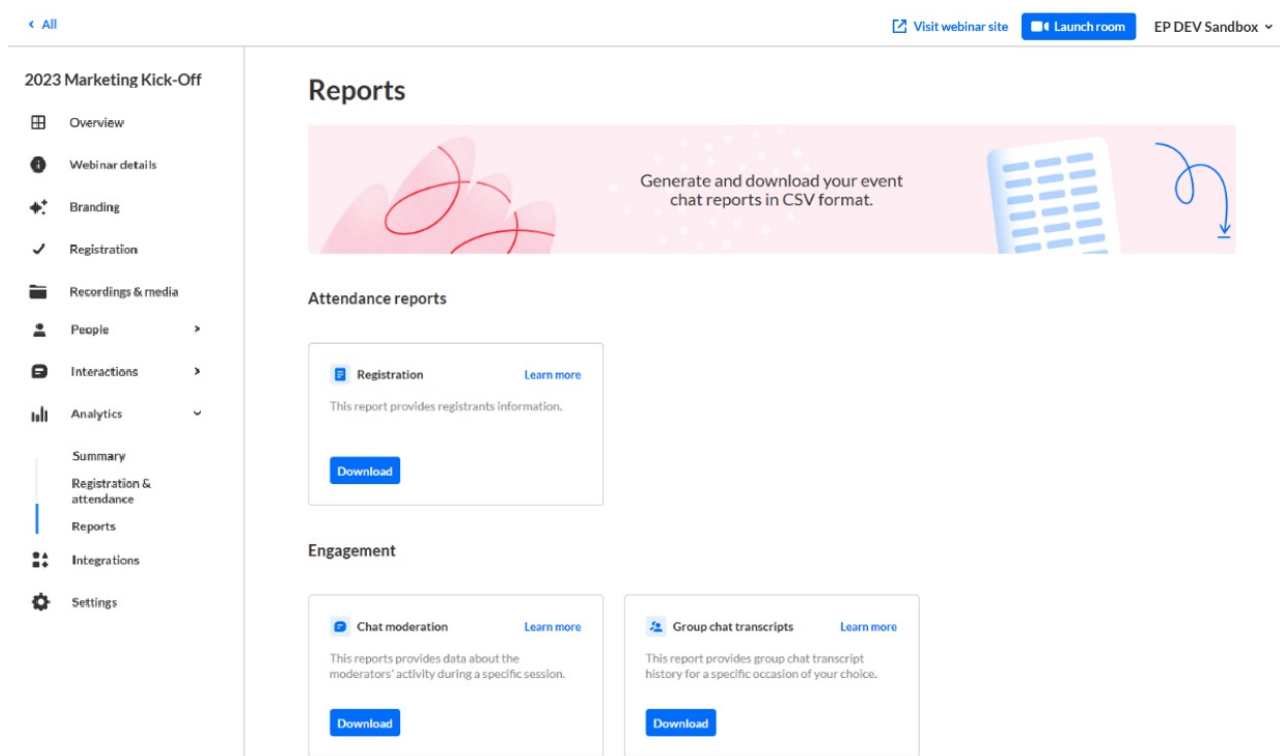 All
Visit webinar site
Launch room
EP DEV Sandbox
2023 Marketing Kick-Off
Overview
Webinar details
Branding
Registration
Recordings & media
People
Interactions
Analytics
Summary
Registration &
attendance
Reports
Integrations
Settings
Reports
Generate and download your event
chat reports in CSV format.
Attendance reports
Registration
Learn more
This report provides registrants information.
Download
Engagement
Chat moderation
Learn more
This reports provides data about the
moderators' activity during a specific session.
Download
Group chat transcripts
Learn more
This report provides group chat transcript
history for a specific occasion of your choice.
Download